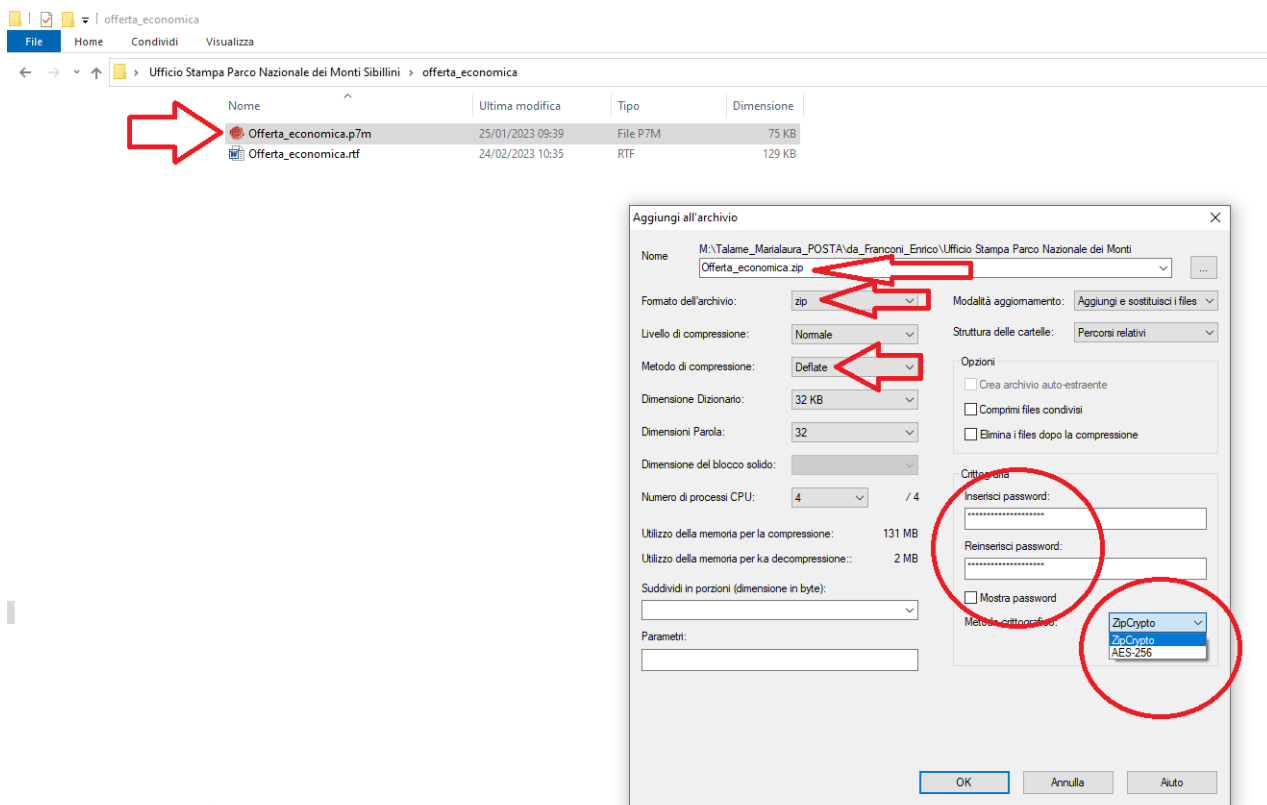 offerta_economica
File Home Condividi Visualizza
Ufficio Stampa Parco Nazionale dei Monti Sibillini > offerta_economica
Nome Ultima modifica Tipo Dimensione
Offerta_economica.p7m 25/01/2023 09:39 File P7M 75 KB
Offerta_economica.rtf 24/02/2023 10:35 RTF 129 KB
Aggiungi all'archivio
Nome M:\Talame_Marialaura_POSTA\da_Franconi_Enrico\Ufficio Stampa Parco Nazionale dei Monti
Offerta_economica.zip ...
Formato dell'archivio: zip
Livello di compressione: Normale
Metodo di compressione: Deflate
Dimensione Dizionario: 32 KB
Dimensioni Parola: 32
Dimensione del blocco solido:
Numero di processi CPU: 4 / 4
Utilizzo della memoria per la compressione: 131 MB
Utilizzo della memoria per ka decompressione:: 2 MB
Suddividi in porzioni (dimensione in byte):
Parametri:
Modalità aggiornamento: Aggiungi e sostituisci i files
Struttura delle cartelle: Percorsi relativi
Opzioni
Crea archivio auto-estraente
Comprimi files condivisi
Elimina i files dopo la compressione
Crittografia
Inserisci password:
********************
Reinserisci password:
********************
Mostra password
Metodo crittografico: ZipCrypto
ZipCrypto
AES-256
OK Annulla Aiuto